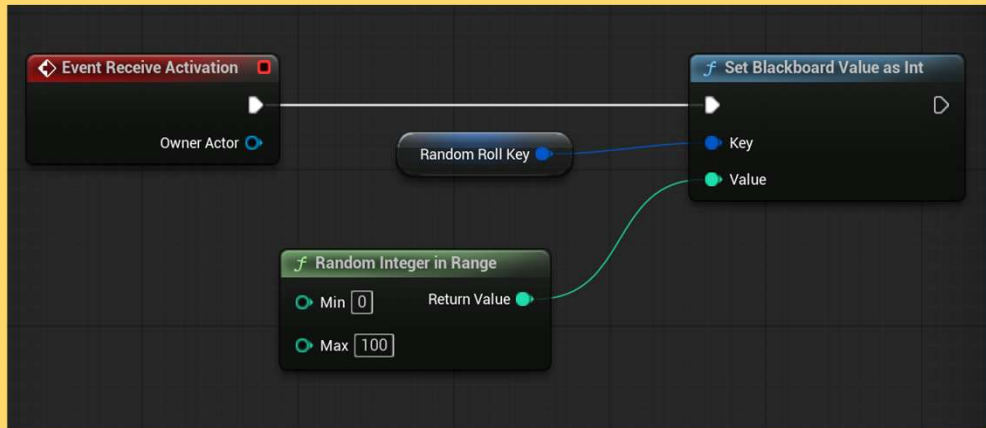 Event Receive Activation
Owner Actor
Random Roll Key
f Set Blackboard Value as Int
Key
Value
f Random Integer in Range
Min 0
Return Value
Max 100